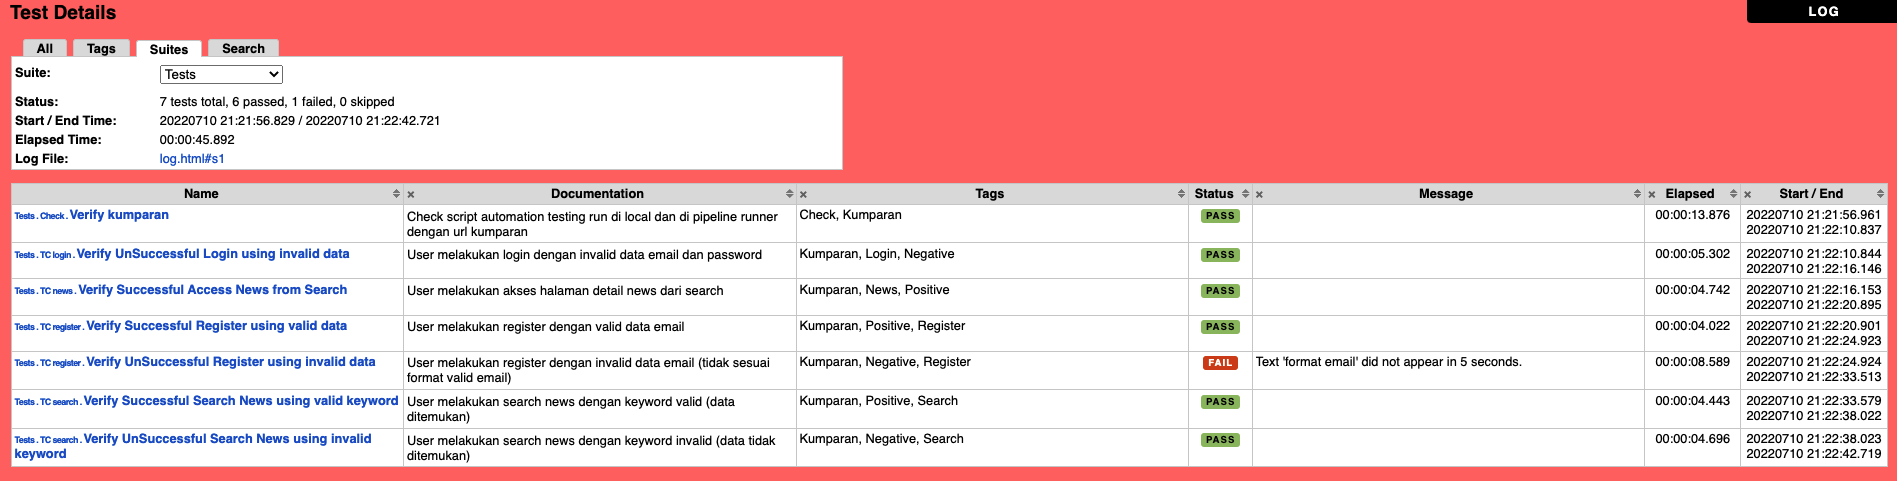 Test Details
LOG
All Tags Suites Search
Suite: Tests
Status: 7 tests total, 6 passed, 1 failed, 0 skipped
Start / End Time: 20220710 21:21:56.829 / 20220710 21:22:42.721
Elapsed Time: 00:00:45.892
Log File: log.html#s1
Name × Documentation × Tags Status × Message × Elapsed × Start / End
Tests . Check . Verify kumparan Check script automation testing run di local dan di pipeline runner Check, Kumparan PASS 00:00:13.876 20220710 21:21:56.961
dengan url kumparan 20220710 21:22:10.837
Tests . TC login . Verify UnSuccessful Login using invalid data User melakukan login dengan invalid data email dan password Kumparan, Login, Negative PASS 00:00:05.302 20220710 21:22:10.844
20220710 21:22:16.146
Tests . TC news . Verify Successful Access News from Search User melakukan akses halaman detail news dari search Kumparan, News, Positive PASS 00:00:04.742 20220710 21:22:16.153
20220710 21:22:20.895
Tests . TC register . Verify Successful Register using valid data User melakukan register dengan valid data email Kumparan, Positive, Register PASS 00:00:04.022 20220710 21:22:20.901
20220710 21:22:24.923
Tests . TC register . Verify UnSuccessful Register using invalid data User melakukan register dengan invalid data email (tidak sesuai Kumparan, Negative, Register FAIL Text 'format email' did not appear in 5 seconds. 00:00:08.589 20220710 21:22:24.924
format valid email) 20220710 21:22:33.513
Tests . TC search . Verify Successful Search News using valid keyword User melakukan search news dengan keyword valid (data Kumparan, Positive, Search PASS 00:00:04.443 20220710 21:22:33.579
ditemukan) 20220710 21:22:38.022
Tests . TC search . Verify UnSuccessful Search News using invalid User melakukan search news dengan keyword invalid (data tidak Kumparan, Negative, Search PASS 00:00:04.696 20220710 21:22:38.023
keyword ditemukan) 20220710 21:22:42.719